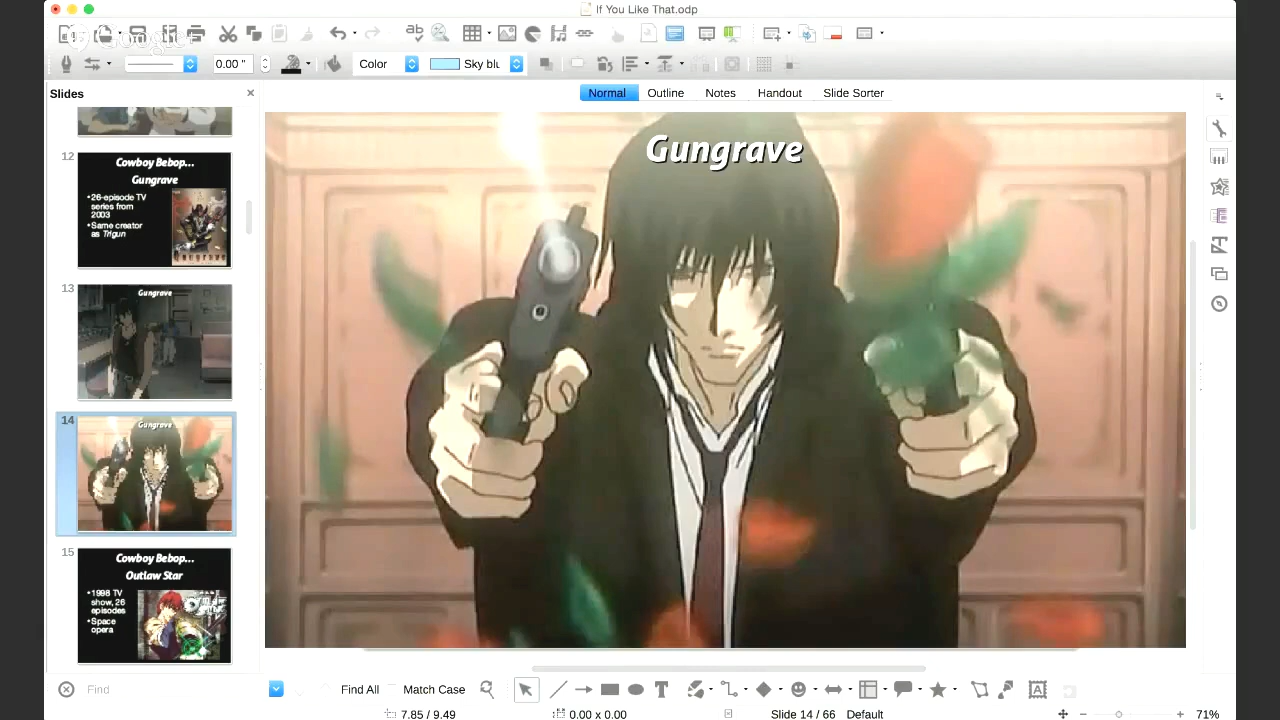 If You Like That.odp
Google+
0.00 "
Color
Sky blu
Slides
Normal
Outline
Notes
Handout
Slide Sorter
12
Cowboy Bebop...
Gungrave
•26-episode TV
series from
2003
•Same creator
as Trigun
13
Gungrave
14
Gungrave
15
Cowboy Bebop...
Outlaw Star
•1998 TV
show, 26
episodes
•Space
opera
Gungrave
Find
Find All
Match Case
7.85 / 9.49
0.00 x 0.00
Slide 14 / 66
Default
71%